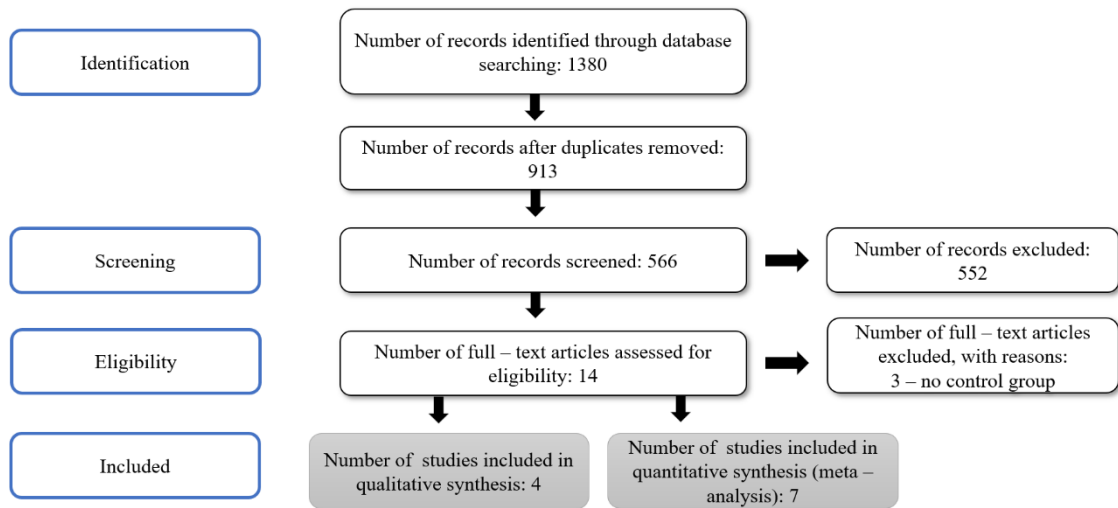 Identification
Number of records identified through database
searching: 1380
Number of records after duplicates removed:
913
Screening
Number of records screened: 566
Number of records excluded:
552
Eligibility
Number of full – text articles assessed for
eligibility: 14
Number of full – text articles
excluded, with reasons:
3 – no control group
Included
Number of  studies included in
qualitative synthesis: 4
Number of  studies included in
quantitative synthesis (meta –
analysis): 7